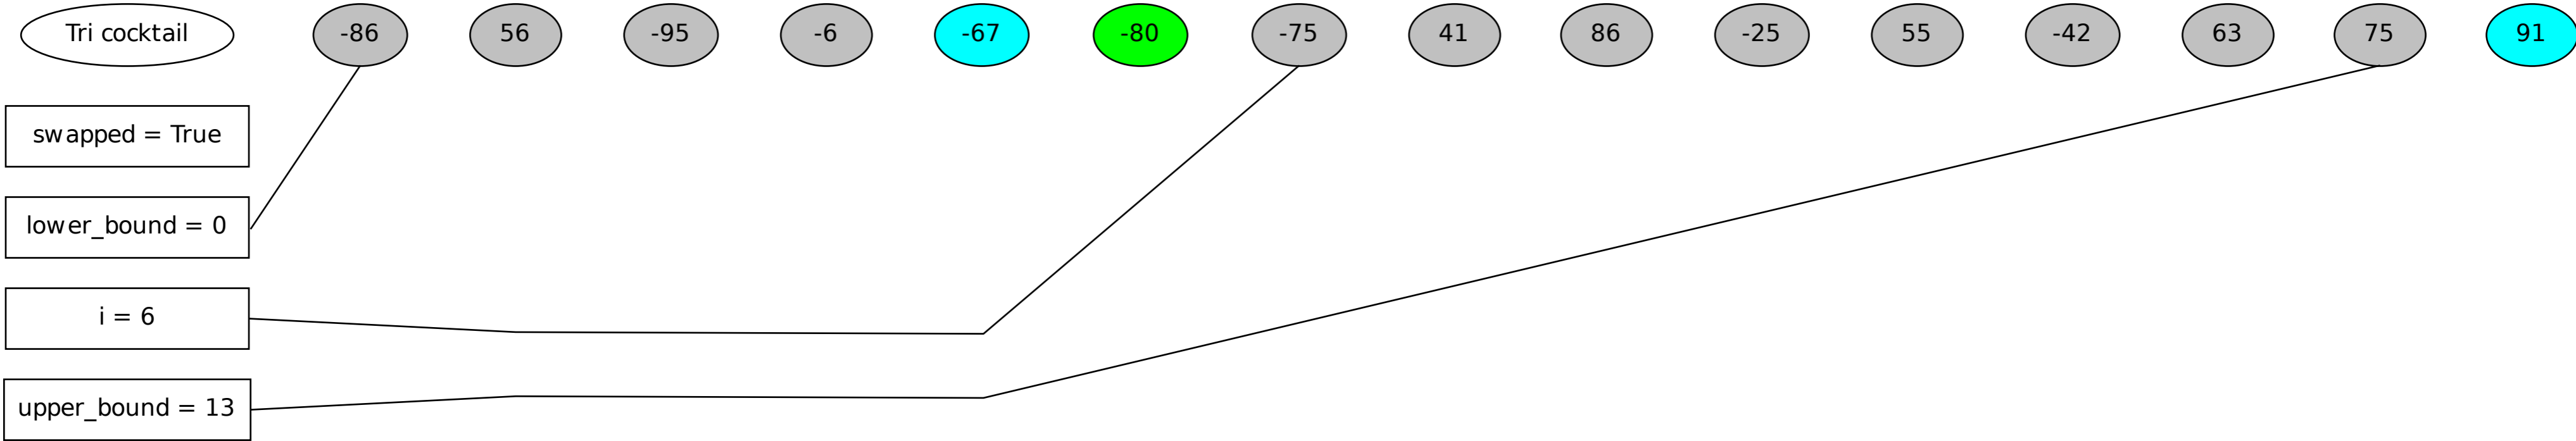 Tri cocktail -86 56 -95 -6 -67 -80 -75 41 86 -25 55 -42 63 75 91
swapped = True
lower_bound = 0
i = 6
upper_bound = 13